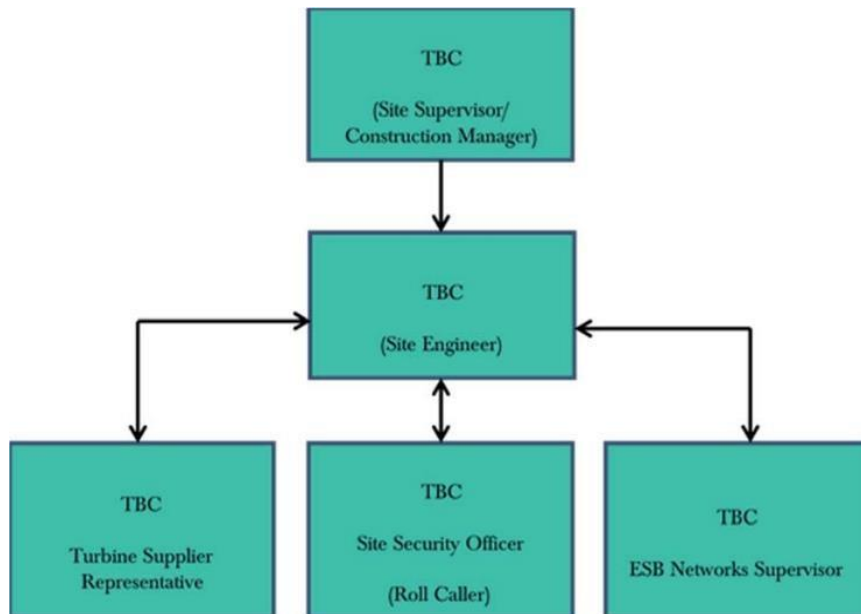 TBC
(Site Supervisor/
Construction Manager)
TBC
(Site Engineer)
TBC
Turbine Supplier
Representative
TBC
Site Security Officer
(Roll Caller)
TBC
ESB Networks Supervisor